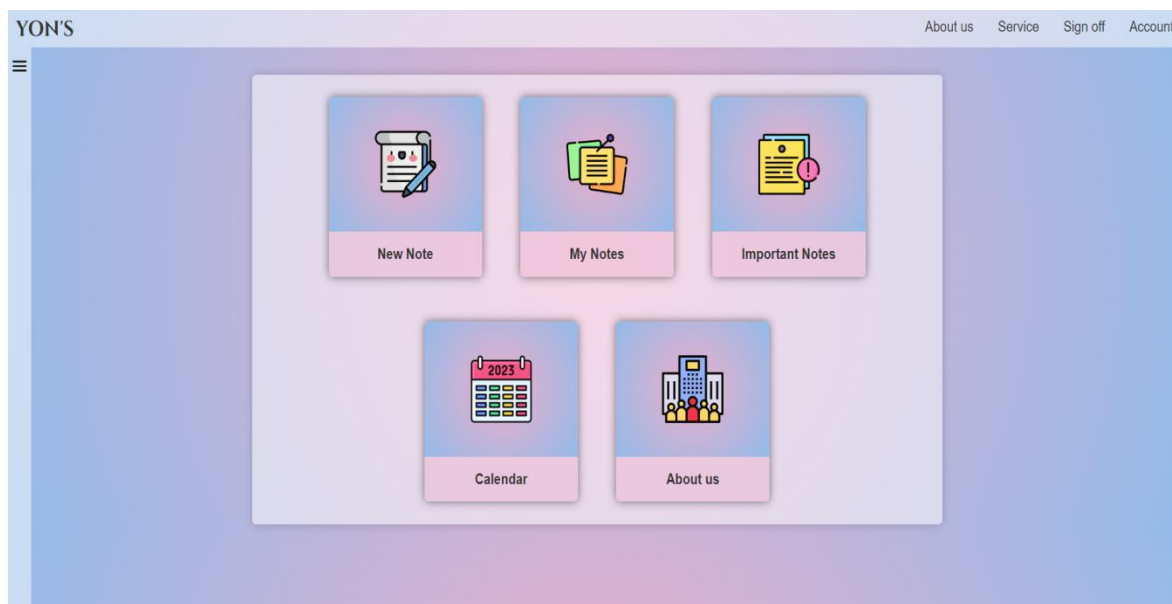 YON'S
About us Service Sign off Account
New Note
My Notes
Important Notes
2023
Calendar
About us